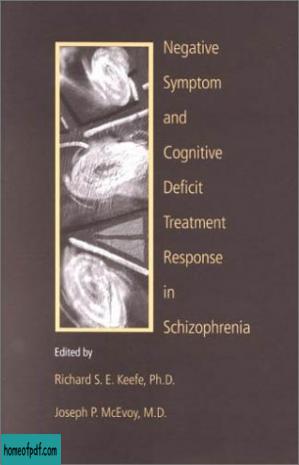 Negative
Symptom
and
Cognitive
Deficit
Treatment
Response
in
Schizophrenia
Edited by
Richard S. E. Keefe, Ph.D.
Joseph P. McEvoy, M.D.
homeofpdf.com